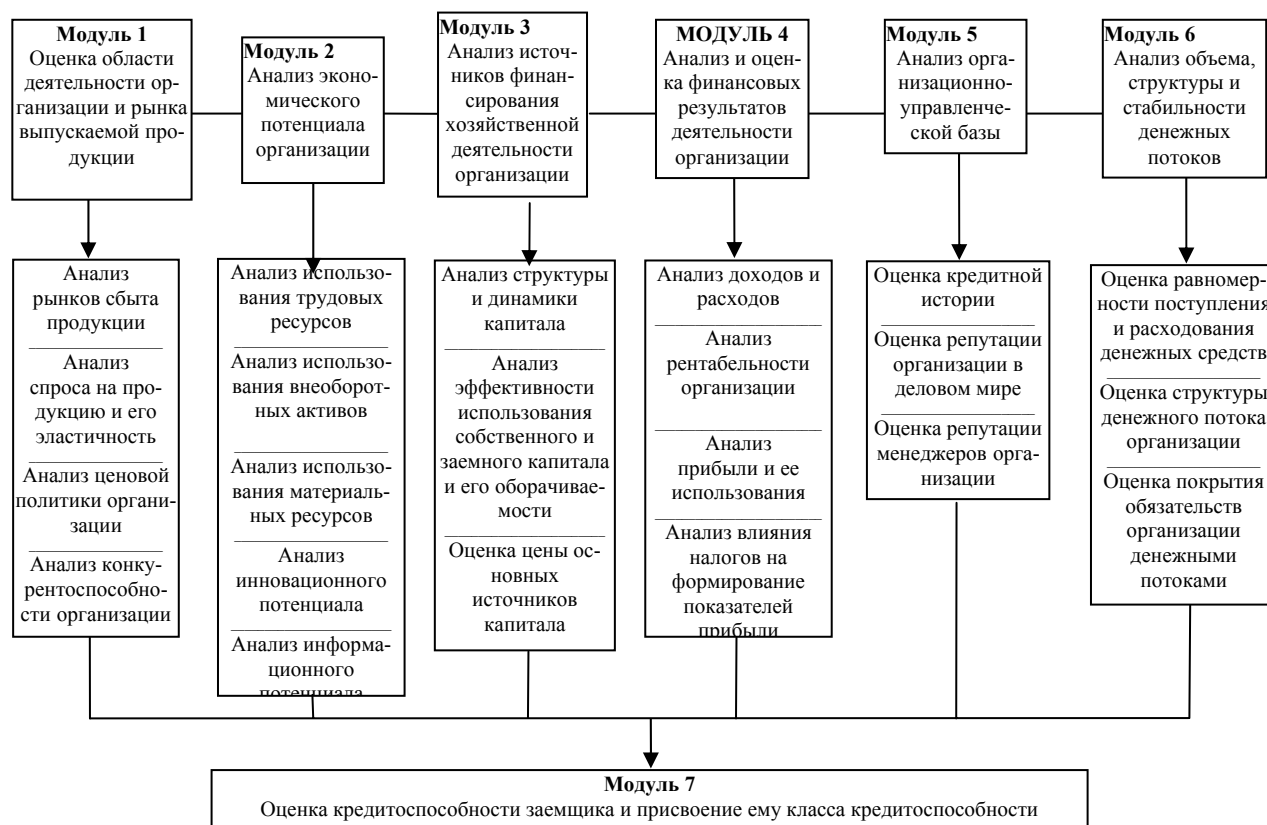 Модуль 1
Оценка области
деятельности ор-
ганизации и рынка
выпускаемой про-
дукции
Модуль 2
Анализ эконо-
мического
потенциала
организации
Модуль 3
Анализ источ-
ников финан-
сирования
хозяйственной
деятельности
организации
МОДУЛЬ 4
Анализ и оцен-
ка финансовых
результатов
деятельности
организации
Модуль 5
Анализ орга-
низационно-
управленче-
ской базы
Модуль 6
Анализ объема,
структуры и
стабильности
денежных
потоков
Анализ
рынков сбыта
продукции
Анализ
спроса на про-
дукцию и его
эластичность
Анализ ценовой
политики органи-
зации
Анализ конку-
рентоспособно-
сти организации
Анализ использо-
вания трудовых
ресурсов
Анализ использо-
вания внеоборот-
ных активов
Анализ использо-
вания материаль-
ных ресурсов
Анализ
инновационного
потенциала
Анализ информа-
ционного
потенциала
Анализ структуры
и динамики
капитала
Анализ
эффективности
использования
собственного и
заемного капитала
и его оборачивае-
мости
Оценка цены ос-
новных
источников
капитала
Анализ доходов и
расходов
Анализ
рентабельности
организации
Анализ
прибыли и ее
использования
Анализ влияния
налогов на
формирование
показателей
прибыли
Оценка кредитной
истории
Оценка репутации
организации в
деловом мире
Оценка репутации
менеджеров орга-
низации
Оценка равномер-
ности поступления
и расходования
денежных средств
Оценка структуры
денежного потока
организации
Оценка покрытия
обязательств
организации
денежными
потоками
Модуль 7
Оценка кредитоспособности заемщика и присвоение ему класса кредитоспособности